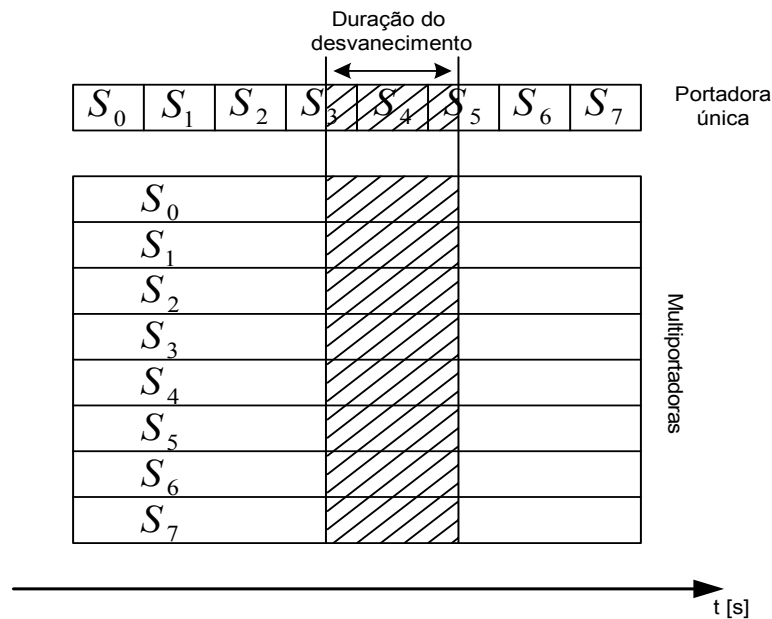 Duração do
desvanecimento
S0 S1 S2 S3 S4 S5 S6 S7
Portadora
única
S0
S1
S2
S3
S4
S5
S6
S7
Multiportadoras
t [s]